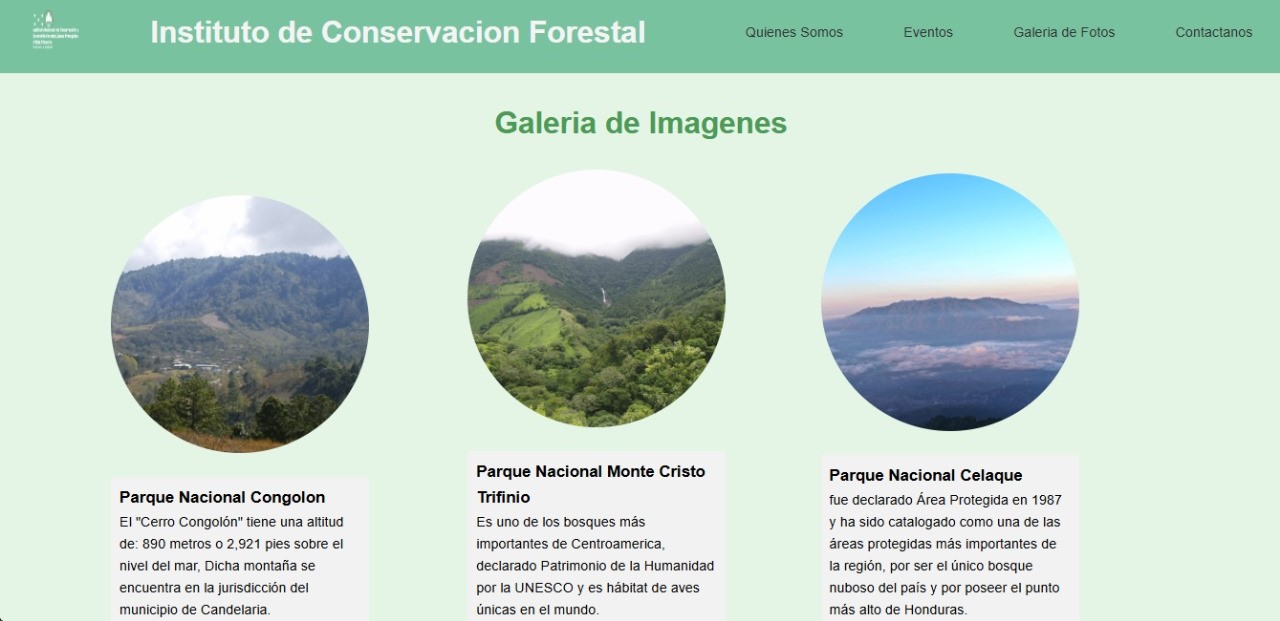 Instituto de Conservacion Forestal
Quienes Somos
Eventos
Galeria de Fotos
Contactanos
Galeria de Imagenes
Parque Nacional Congolon
El "Cerro Congolón" tiene una altitud
de: 890 metros o 2,921 pies sobre el
nivel del mar, Dicha montaña se
encuentra en la jurisdicción del
municipio de Candelaria.
Parque Nacional Monte Cristo
Trifinio
Es uno de los bosques más
importantes de Centroamerica,
declarado Patrimonio de la Humanidad
por la UNESCO y es hábitat de aves
únicas en el mundo.
Parque Nacional Celaque
fue declarado Área Protegida en 1987
y ha sido catalogado como una de las
áreas protegidas más importantes de
la región, por ser el único bosque
nuboso del país y por poseer el punto
más alto de Honduras.